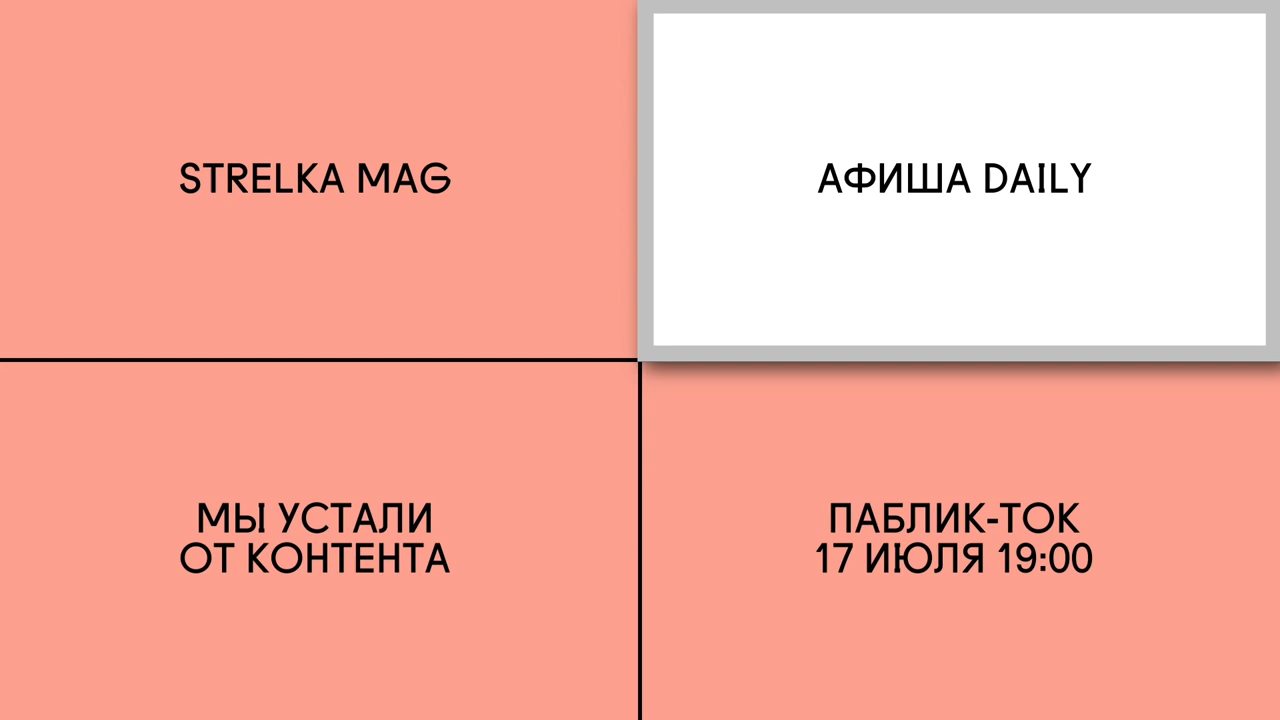 STRELKA MAG
АФИША DAILY
МЫ УСТАЛИ
ОТ КОНТЕНТА
ПАБЛИК-ТОК
17 ИЮЛЯ 19:00